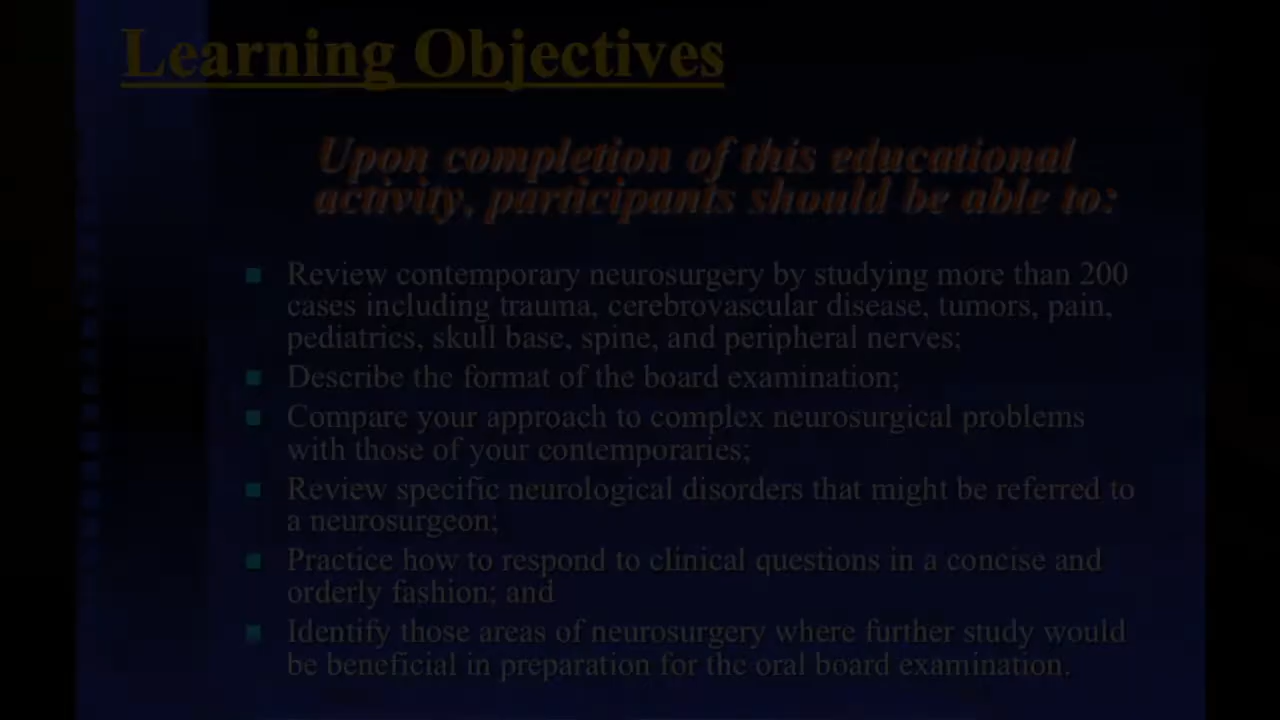 Learning Objectives
Upon completion of this educational
activity, participants should be able to:
Review contemporary neurosurgery by studying more than 200
cases including trauma, cerebrovascular disease, tumors, pain,
pediatrics, skull base, spine, and peripheral nerves;
Describe the format of the board examination;
Compare your approach to complex neurosurgical problems
with those of your contemporaries;
Review specific neurological disorders that might be referred to
a neurosurgeon;
Practice how to respond to clinical questions in a concise and
orderly fashion; and
Identify those areas of neurosurgery where further study would
be beneficial in preparation for the oral board examination.